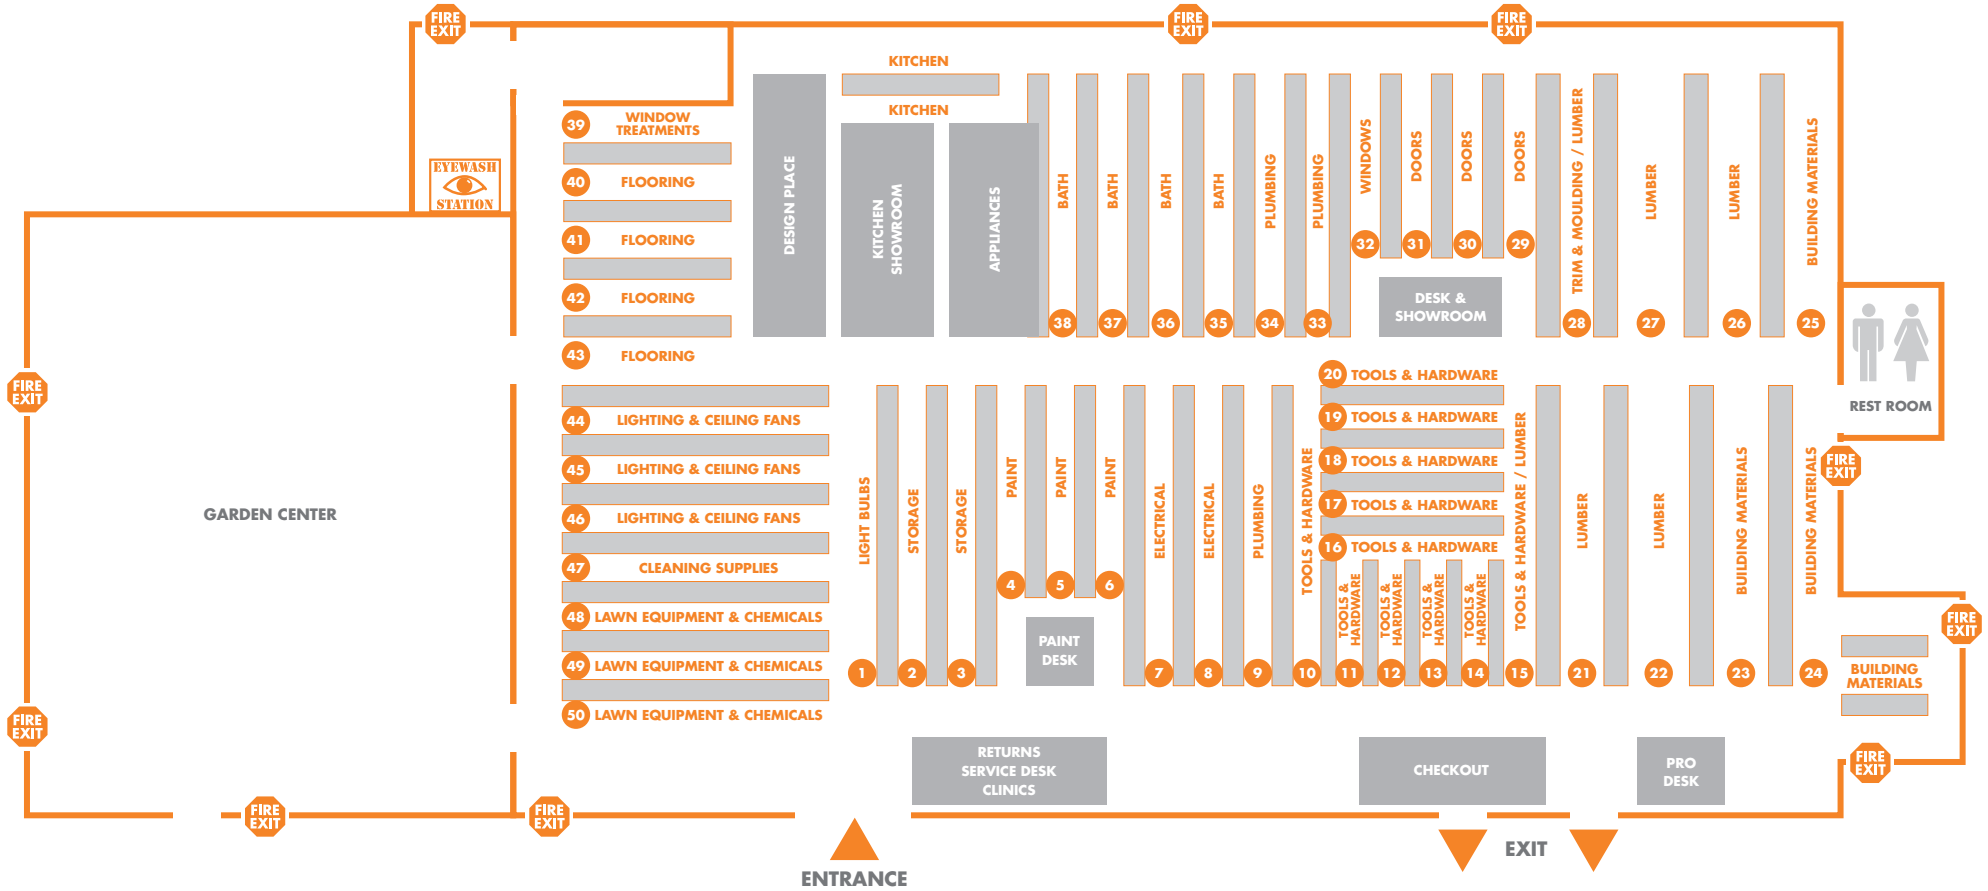 FIRE
EXIT
FIRE
EXIT
FIRE
EXIT
KITCHEN
KITCHEN
39
WINDOW
TREATMENTS
EYEWASH
STATION
40
FLOORING
41
FLOORING
42
FLOORING
43
FLOORING
DESIGN PLACE
KITCHEN
SHOWROOM
APPLIANCES
BATH
38
BATH
37
BATH
36
BATH
35
PLUMBING
34
PLUMBING
33
WINDOWS
32
DOORS
31
DOORS
30
DOORS
29
DESK &
SHOWROOM
TRIM & MOULDING / LUMBER
28
LUMBER
27
LUMBER
26
BUILDING MATERIALS
25
REST ROOM
FIRE
EXIT
FIRE
EXIT
GARDEN CENTER
44
LIGHTING & CEILING FANS
45
LIGHTING & CEILING FANS
46
LIGHTING & CEILING FANS
47
CLEANING SUPPLIES
48
LAWN EQUIPMENT & CHEMICALS
49
LAWN EQUIPMENT & CHEMICALS
50
LAWN EQUIPMENT & CHEMICALS
LIGHT BULBS
1
STORAGE
2
STORAGE
3
PAINT
4
PAINT
5
PAINT
6
PAINT
DESK
ELECTRICAL
7
ELECTRICAL
8
PLUMBING
9
TOOLS & HARDWARE
10
20
TOOLS & HARDWARE
19
TOOLS & HARDWARE
18
TOOLS & HARDWARE
17
TOOLS & HARDWARE
16
TOOLS & HARDWARE
TOOLS &
HARDWARE
11
TOOLS &
HARDWARE
12
TOOLS &
HARDWARE
13
TOOLS &
HARDWARE
14
TOOLS & HARDWARE / LUMBER
15
LUMBER
21
LUMBER
22
BUILDING MATERIALS
23
BUILDING MATERIALS
24
BUILDING
MATERIALS
FIRE
EXIT
FIRE
EXIT
FIRE
EXIT
RETURNS
SERVICE DESK
CLINICS
CHECKOUT
PRO
DESK
FIRE
EXIT
FIRE
EXIT
ENTRANCE
EXIT